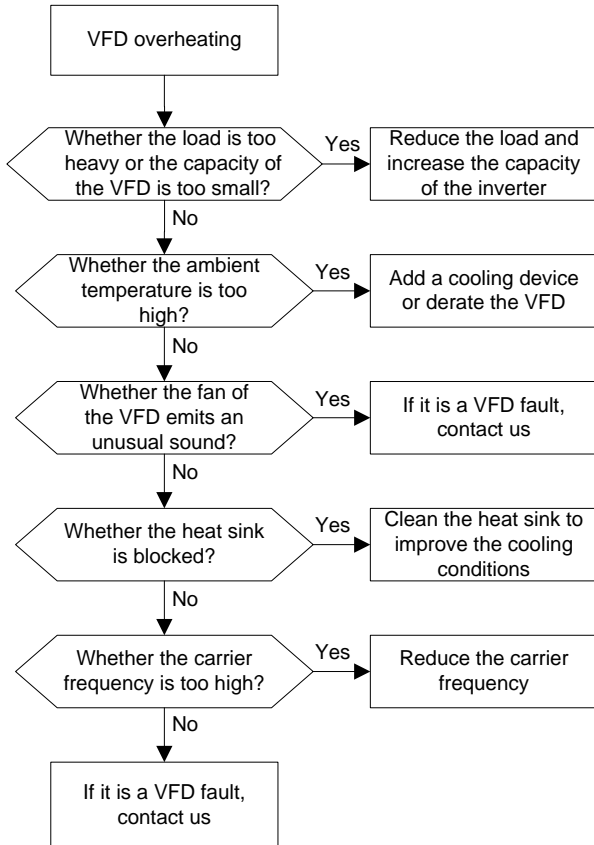 VFD overheating
Whether the load is too
heavy or the capacity of
the VFD is too small?
Yes
Reduce the load and
increase the capacity
of the inverter
No
Whether the ambient
temperature is too
high?
Yes
Add a cooling device
or derate the VFD
No
Whether the fan of
the VFD emits an
unusual sound?
Yes
If it is a VFD fault,
contact us
No
Whether the heat sink
is blocked?
Yes
Clean the heat sink to
improve the cooling
conditions
No
Whether the carrier
frequency is too high?
Yes
Reduce the carrier
frequency
No
If it is a VFD fault,
contact us